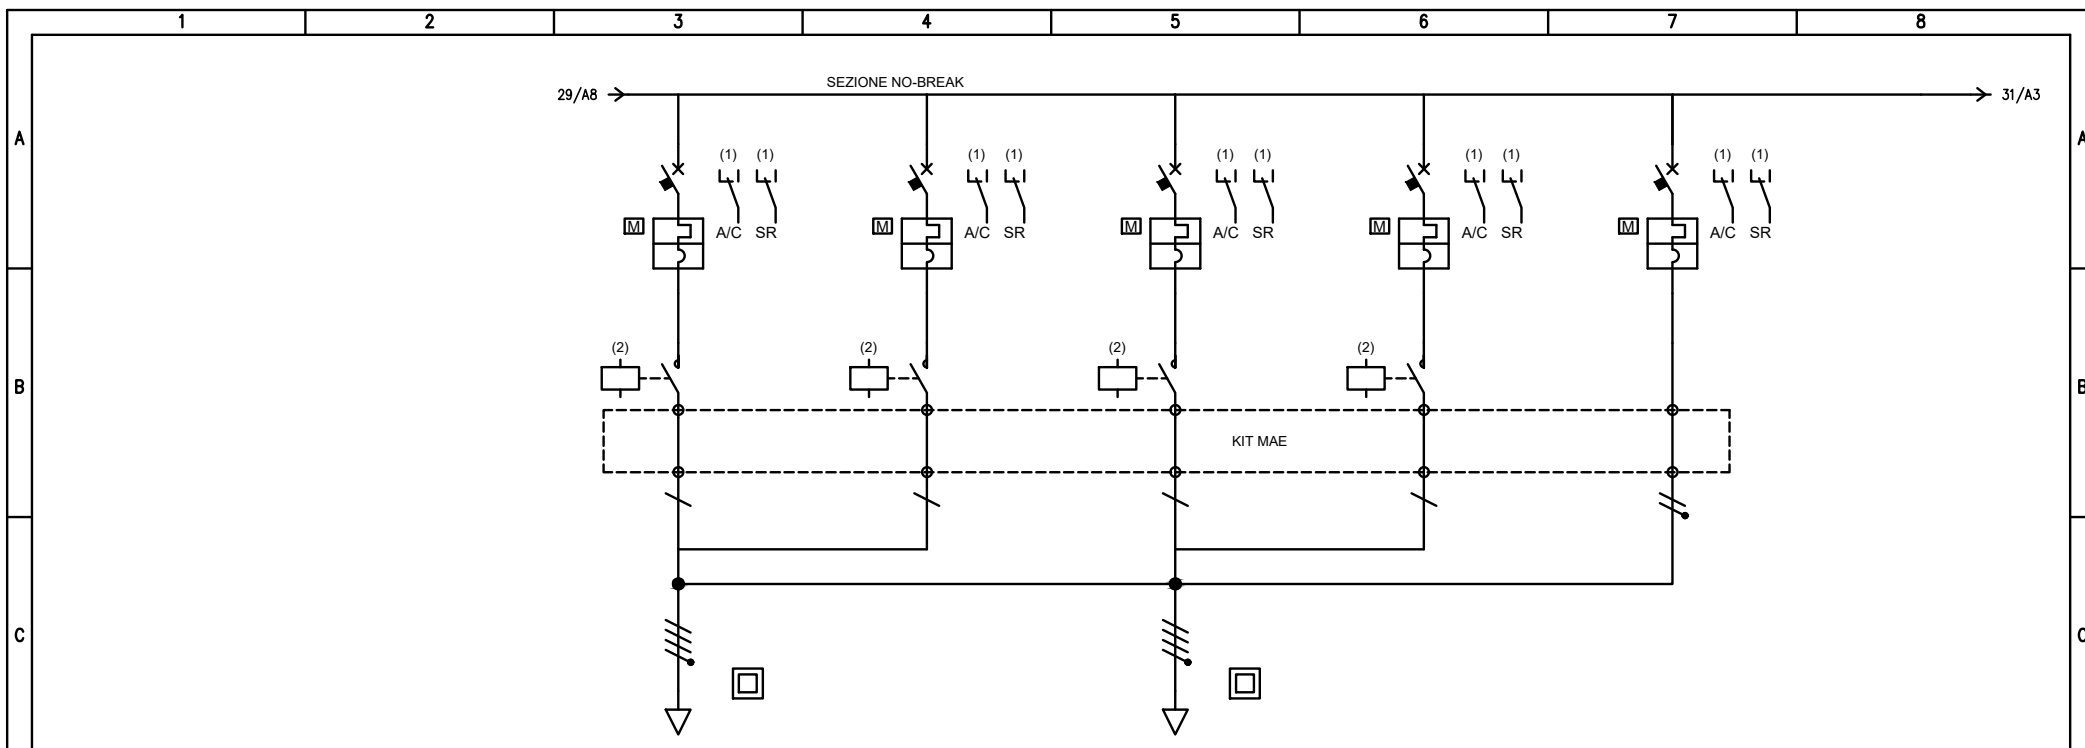 1 2 3 4 5 6 7 8
SEZIONE NO-BREAK
29/A8 31/A3
A A
(1) (1) (1) (1) (1) (1) (1) (1) (1) (1)
M A/C SR M A/C SR M A/C SR M A/C SR M A/C SR
(2) (2) (2) (2)
B B
KIT MAE
C C